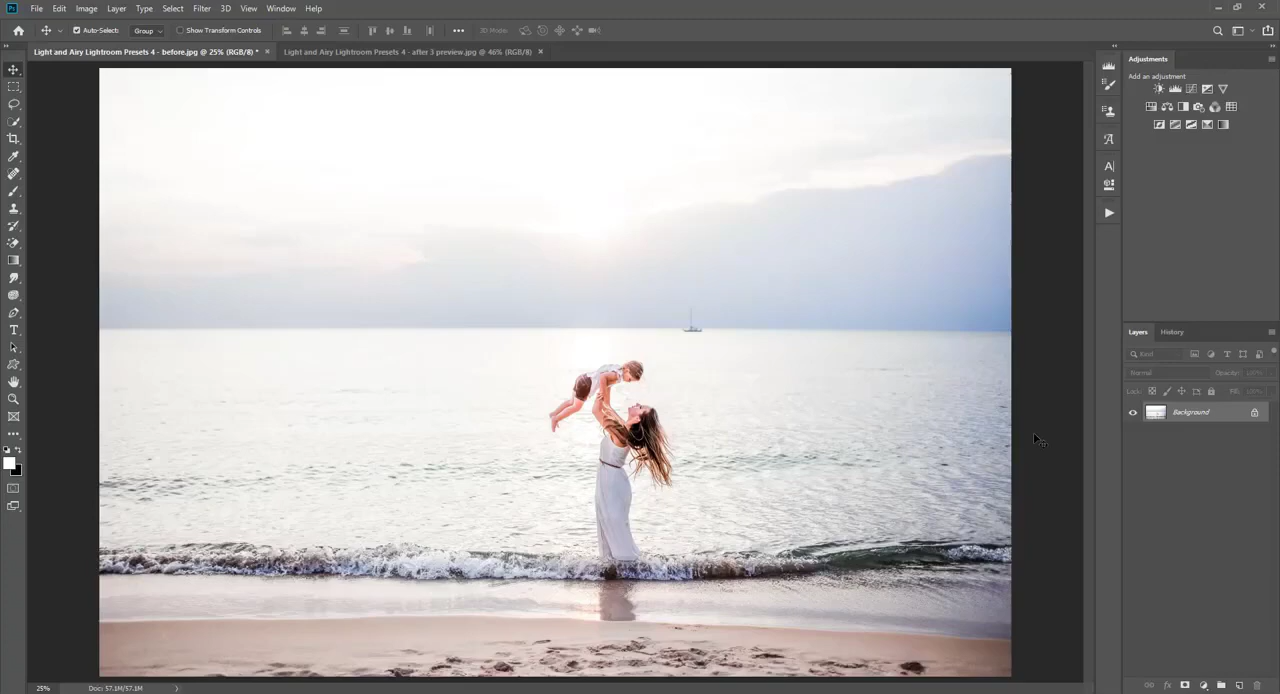 Ps File Edit Image Layer Type Select Filter 3D View Window Help
Auto-Select: Group Show Transform Controls 3D Mode:
Light and Airy Lightroom Presets 4 - before.jpg @ 25% (RGB/8) * Light and Airy Lightroom Presets 4 - after 3 preview.jpg @ 46% (RGB/8)
Adjustments
Add an adjustment
Layers History
Kind
Normal Opacity: 100%
Lock: Fill: 100%
Background
25% Doc: 57.1M/57.1M